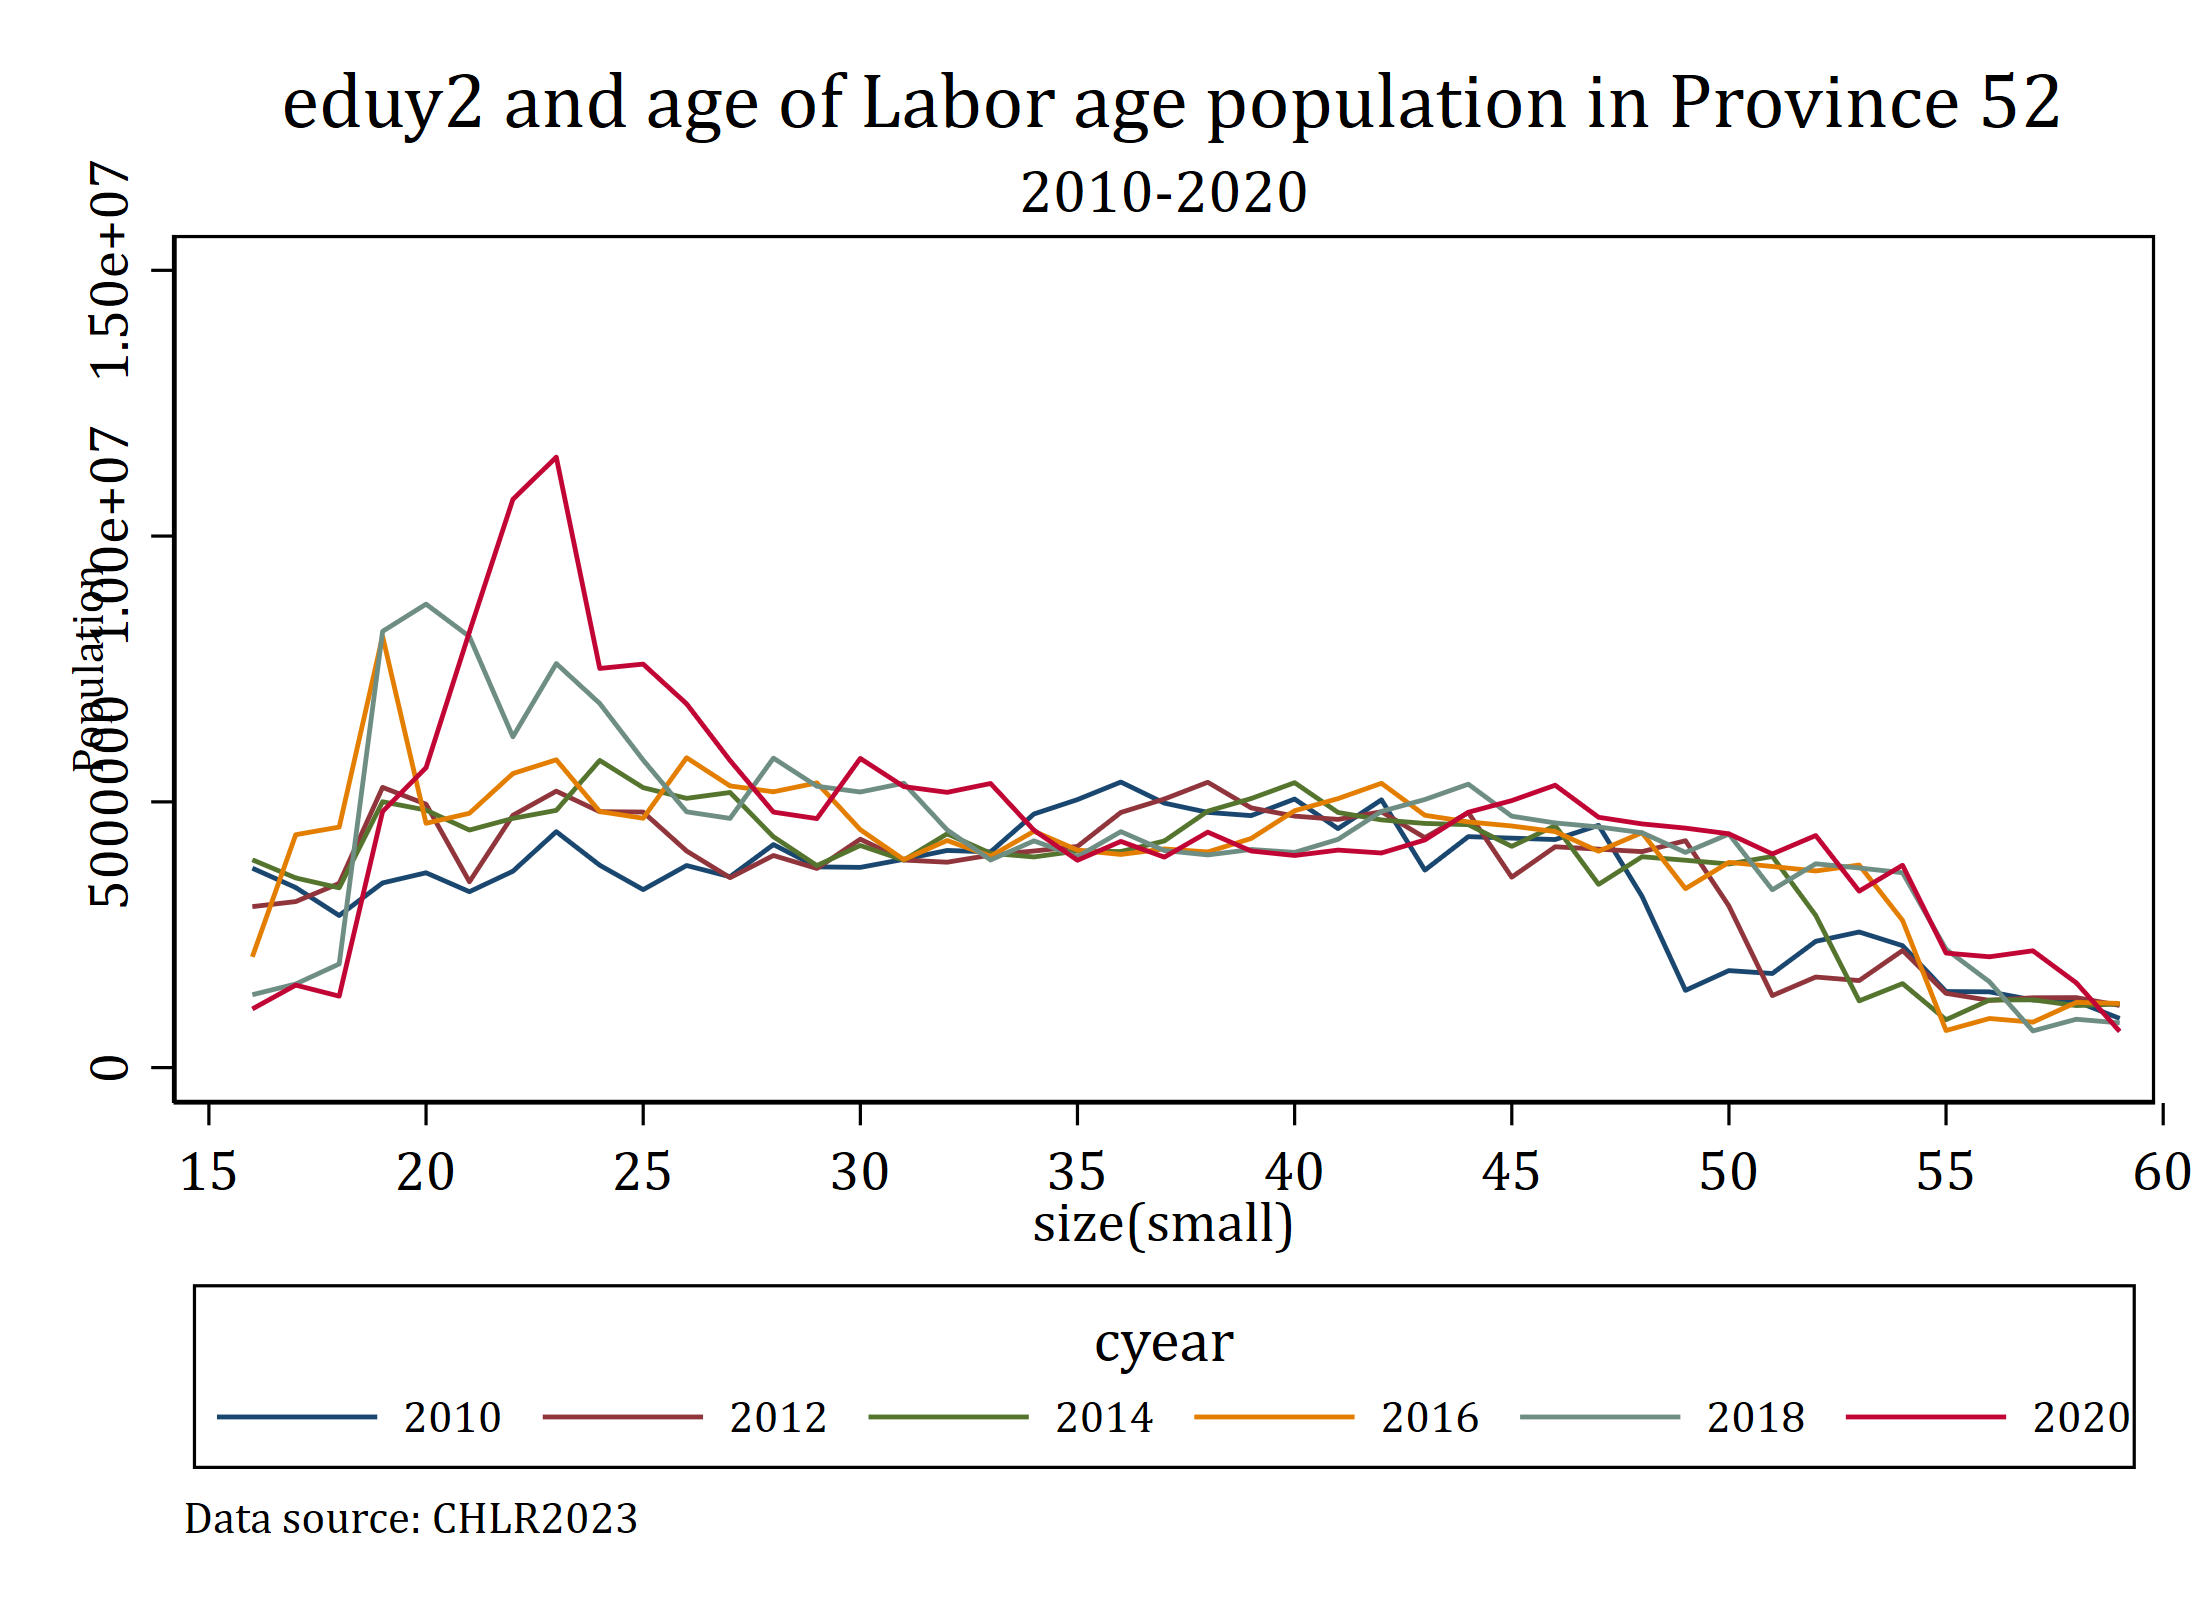 eduy2 and age of Labor age population in Province 52
2010-2020
Population
1.50e+07
1.00e+07
5000000
0
15 20 25 30 35 40 45 50 55 60
size(small)
cyear
2010 2012 2014 2016 2018 2020
Data source: CHLR2023